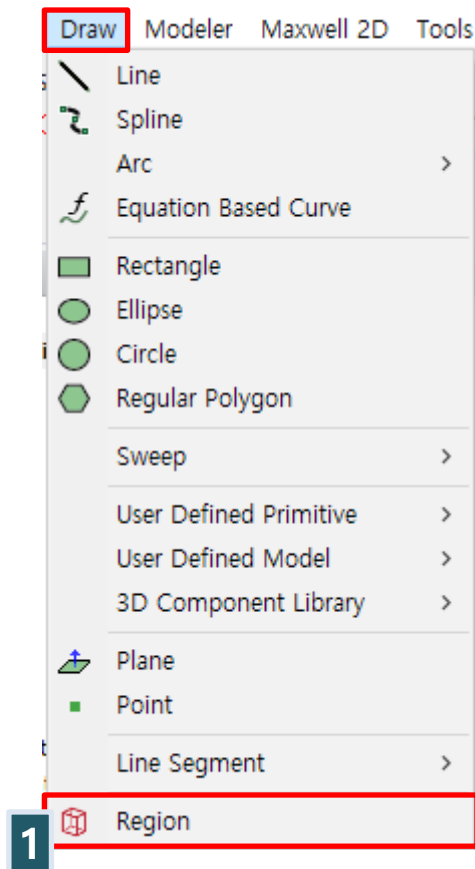 Draw Modeler Maxwell 2D Tools
Line
Spline
Arc
Equation Based Curve
Rectangle
Ellipse
Circle
Regular Polygon
Sweep
User Defined Primitive
User Defined Model
3D Component Library
Plane
Point
Line Segment
1 Region